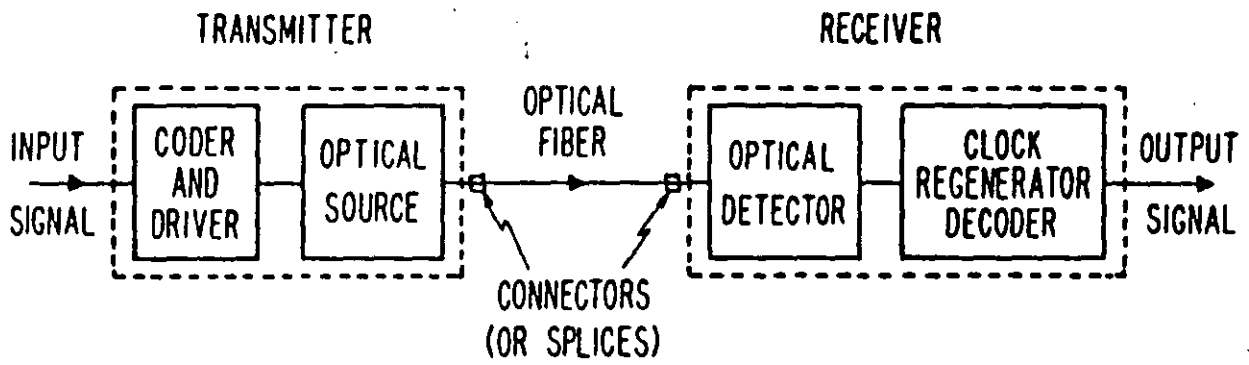 TRANSMITTER
RECEIVER
INPUT
SIGNAL
CODER
AND
DRIVER
OPTICAL
SOURCE
OPTICAL
FIBER
CONNECTORS
(OR SPLICES)
OPTICAL
DETECTOR
CLOCK
REGENERATOR
DECODER
OUTPUT
SIGNAL